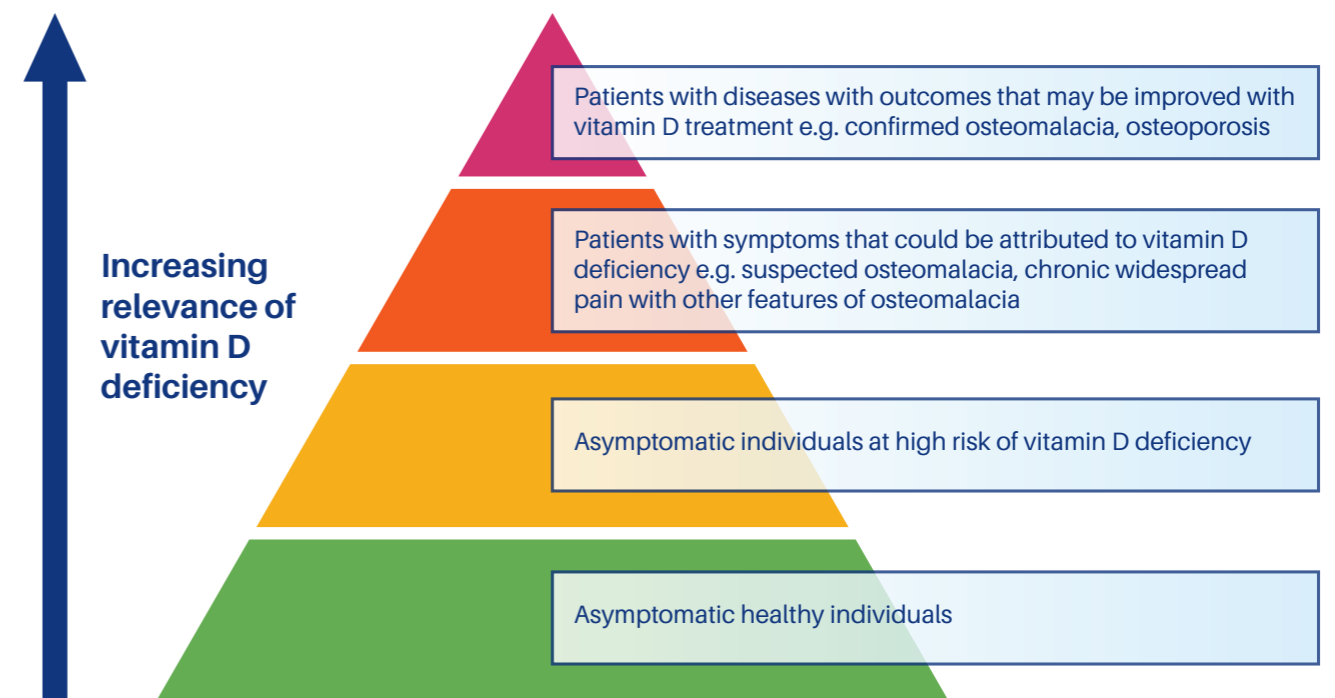 Patients with diseases with outcomes that may be improved with
vitamin D treatment e.g. confirmed osteomalacia, osteoporosis
Increasing
relevance of
vitamin D
deficiency
Patients with symptoms that could be attributed to vitamin D
deficiency e.g. suspected osteomalacia, chronic widespread
pain with other features of osteomalacia
Asymptomatic individuals at high risk of vitamin D deficiency
Asymptomatic healthy individuals